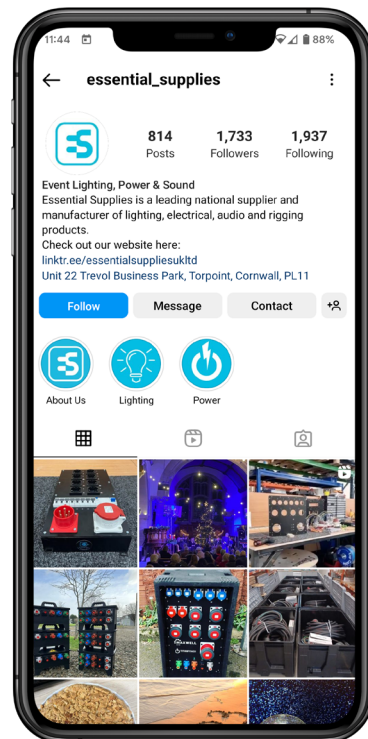 11:44
88%
essential_supplies
814
1,733
1,937
Posts
Followers
Following
Event Lighting, Power & Sound
Essential Supplies is a leading national supplier and
manufacturer of lighting, electrical, audio and rigging
products.
Check out our website here:
linktr.ee/essentialsuppliesukltd
Unit 22 Trevol Business Park, Torpoint, Cornwall, PL11
Follow
Message
Contact
ES
About Us
Lighting
Power